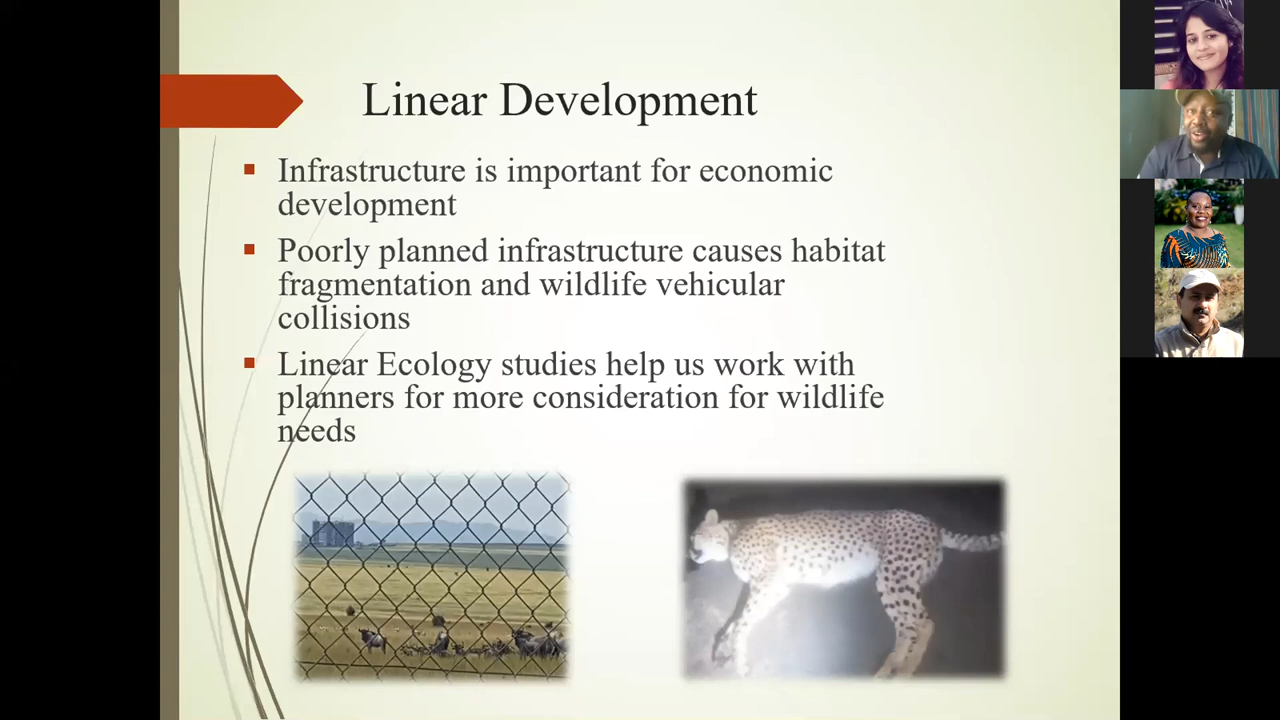 Linear Development
Infrastructure is important for economic
development
Poorly planned infrastructure causes habitat
fragmentation and wildlife vehicular
collisions
Linear Ecology studies help us work with
planners for more consideration for wildlife
needs